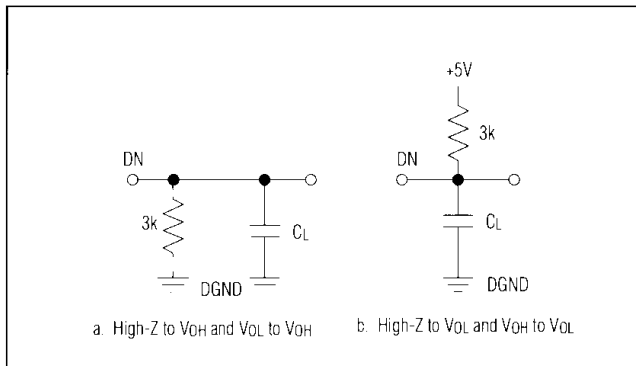 +5V
3k
DN
DN
3k
CL
CL
DGND
DGND
a. High-Z to VOH and VOL to VOH
b. High-Z to VOL and VOH to VOL